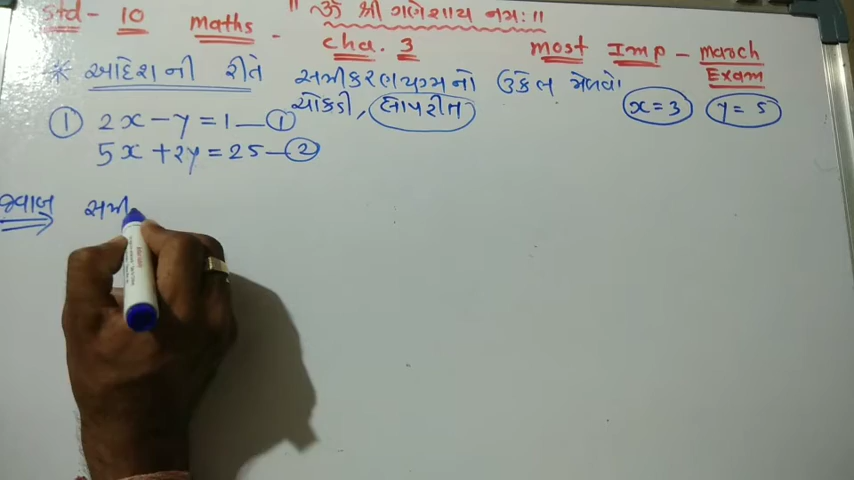 "ૐ શ્રી ગણેશાય નમઃ॥
std - 10 maths - cha. 3 most Imp - march Exam
* આદેશની રીતે સમીકરણયુગ્મનો ઉકેલ મેળવો
ચોકડી, લોપરીત x = 3 y = 5
① 2x - y = 1 — ①
5x + 2y = 25 — ②
જવાબ સમી